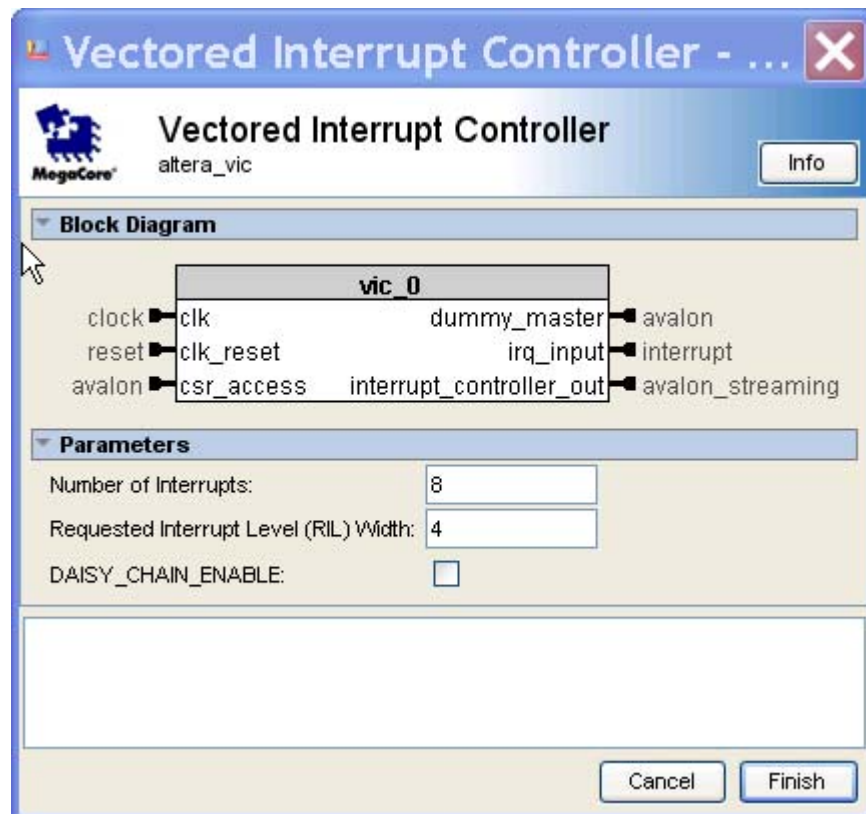 Vectored Interrupt Controller - ...
Vectored Interrupt Controller
altera_vic
MegaCore®
Info
Block Diagram
vic_0
clock clk dummy_master avalon
reset clk_reset irq_input interrupt
avalon csr_access interrupt_controller_out avalon_streaming
Parameters
Number of Interrupts: 8
Requested Interrupt Level (RIL) Width: 4
DAISY_CHAIN_ENABLE:
Cancel Finish